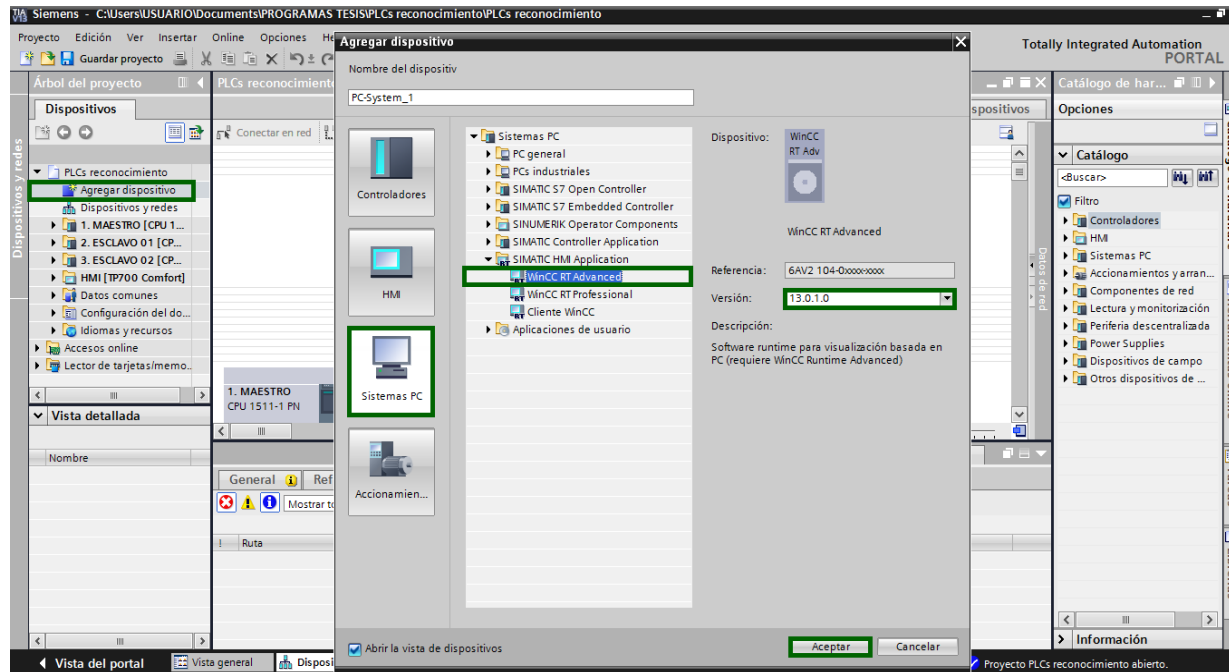 Siemens - C:\Users\USUARIO\Documents\PROGRAMAS TESIS\PLCs reconocimiento\PLCs reconocimiento
Proyecto Edición Ver Insertar Online Opciones
Totally Integrated Automation
PORTAL
Guardar proyecto
Árbol del proyecto
Dispositivos
Dispositivos y redes
PLCs reconocimiento
Agregar dispositivo
Dispositivos y redes
1. MAESTRO [CPU 1...
2. ESCLAVO 01 [CP...
3. ESCLAVO 02 [CP...
HMI [TP700 Comfort]
Datos comunes
Configuración del do...
Idiomas y recursos
Accesos online
Lector de tarjetas/memo..
Vista detallada
Nombre
Conectar en red
1. MAESTRO
CPU 1511-1 PN
General
Mostrar
! Ruta
Agregar dispositivo
Nombre del dispositiv
PC-System_1
Controladores
HMI
Sistemas PC
Accionamien...
Sistemas PC
PC general
PCs industriales
SIMATIC S7 Open Controller
SIMATIC S7 Embedded Controller
SINUMERIK Operator Components
SIMATIC Controller Application
SIMATIC HMI Application
WinCC RT Advanced
WinCC RT Professional
Cliente WinCC
Aplicaciones de usuario
Dispositivo:
WinCC
RT Adv
WinCC RT Advanced
Referencia: 6AV2 104-0xxxx-xxxx
Versión: 13.0.1.0
Descripción:
Software runtime para visualización basada en
PC (requiere WinCC Runtime Advanced)
Abrir la vista de dispositivos
Aceptar
Cancelar
Datos de red
Catálogo de har...
Opciones
Catálogo
<Buscar>
Filtro
Controladores
HMI
Sistemas PC
Accionamientos y arran...
Componentes de red
Lectura y monitorización
Periferia descentralizada
Power Supplies
Dispositivos de campo
Otros dispositivos de ...
Información
Vista del portal
Vista general
Proyecto PLCs reconocimiento abierto.